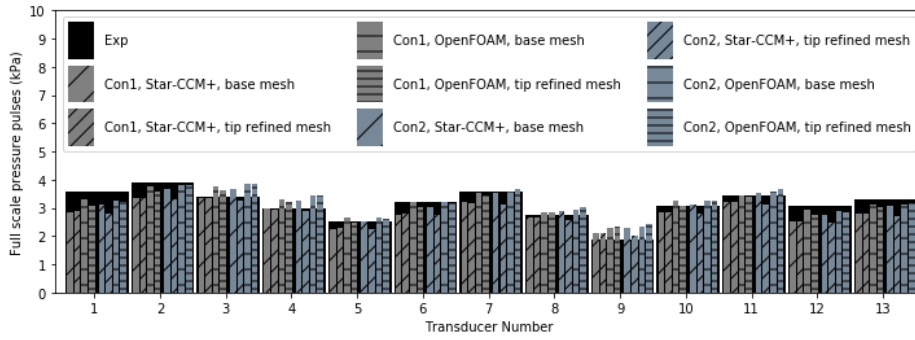 10
9
8
7
6
5
4
3
2
1
0
Full scale pressure pulses (kPa)
Exp
Con1, Star-CCM+, base mesh
Con1, Star-CCM+, tip refined mesh
Con1, OpenFOAM, base mesh
Con1, OpenFOAM, tip refined mesh
Con2, Star-CCM+, base mesh
Con2, Star-CCM+, tip refined mesh
Con2, OpenFOAM, base mesh
Con2, OpenFOAM, tip refined mesh
1 2 3 4 5 6 7 8 9 10 11 12 13
Transducer Number